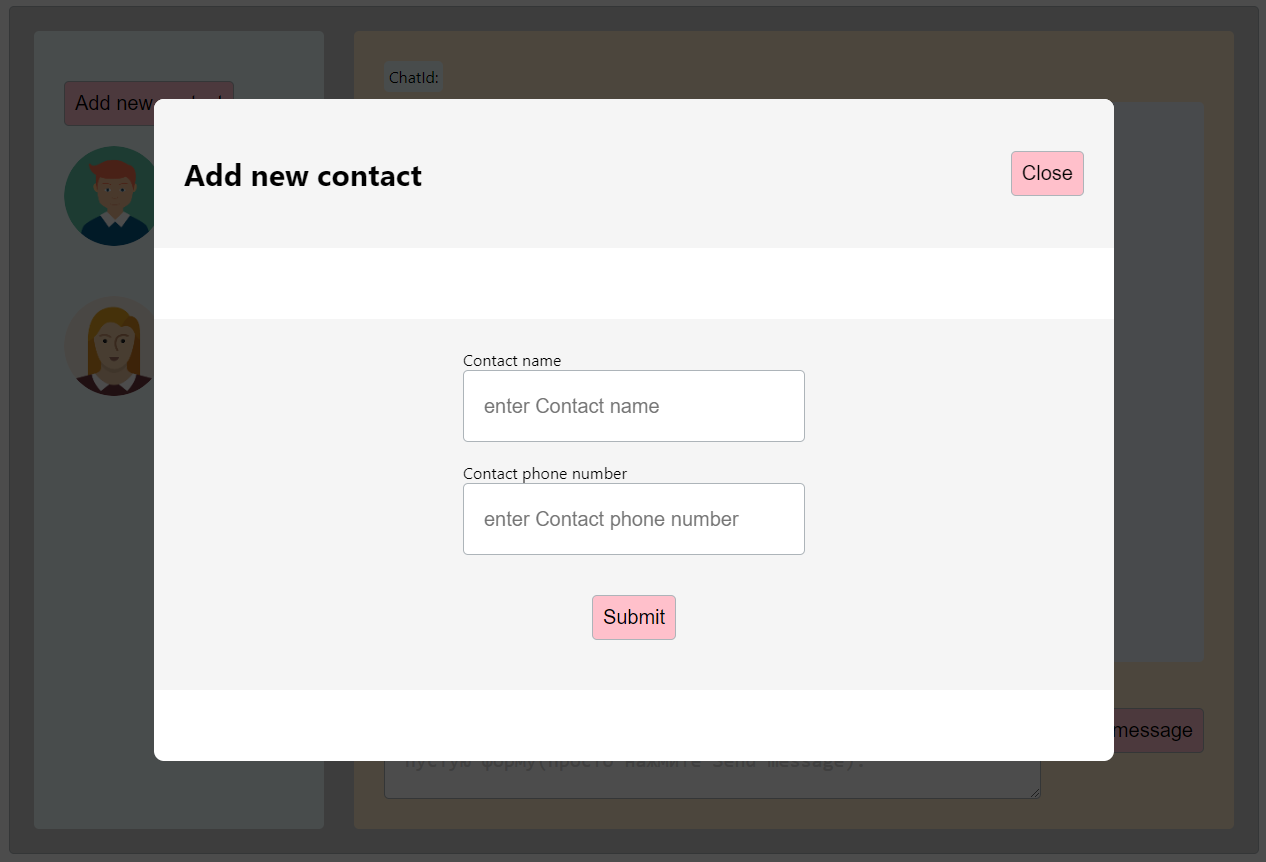 ChatId:
Add new
Add new contact
Close
Contact name
enter Contact name
Contact phone number
enter Contact phone number
Submit
message
пустую форму(просто нажмите Send message).